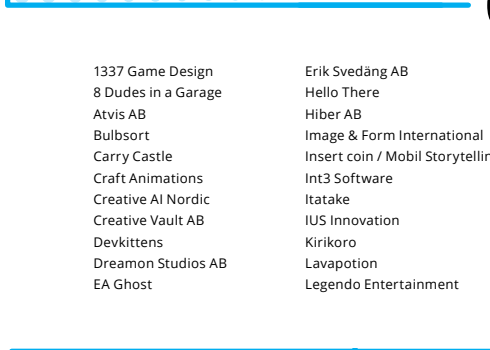 1337 Game Design
8 Dudes in a Garage
Atvis AB
Bulbsort
Carry Castle
Craft Animations
Creative AI Nordic
Creative Vault AB
Devkittens
Dreamon Studios AB
EA Ghost
Erik Svedäng AB
Hello There
Hiber AB
Image & Form International
Insert coin / Mobil
Int3 Software
Itatake
IUS Innovation
Kirikoro
Lavapotion
Legendo Entertainment